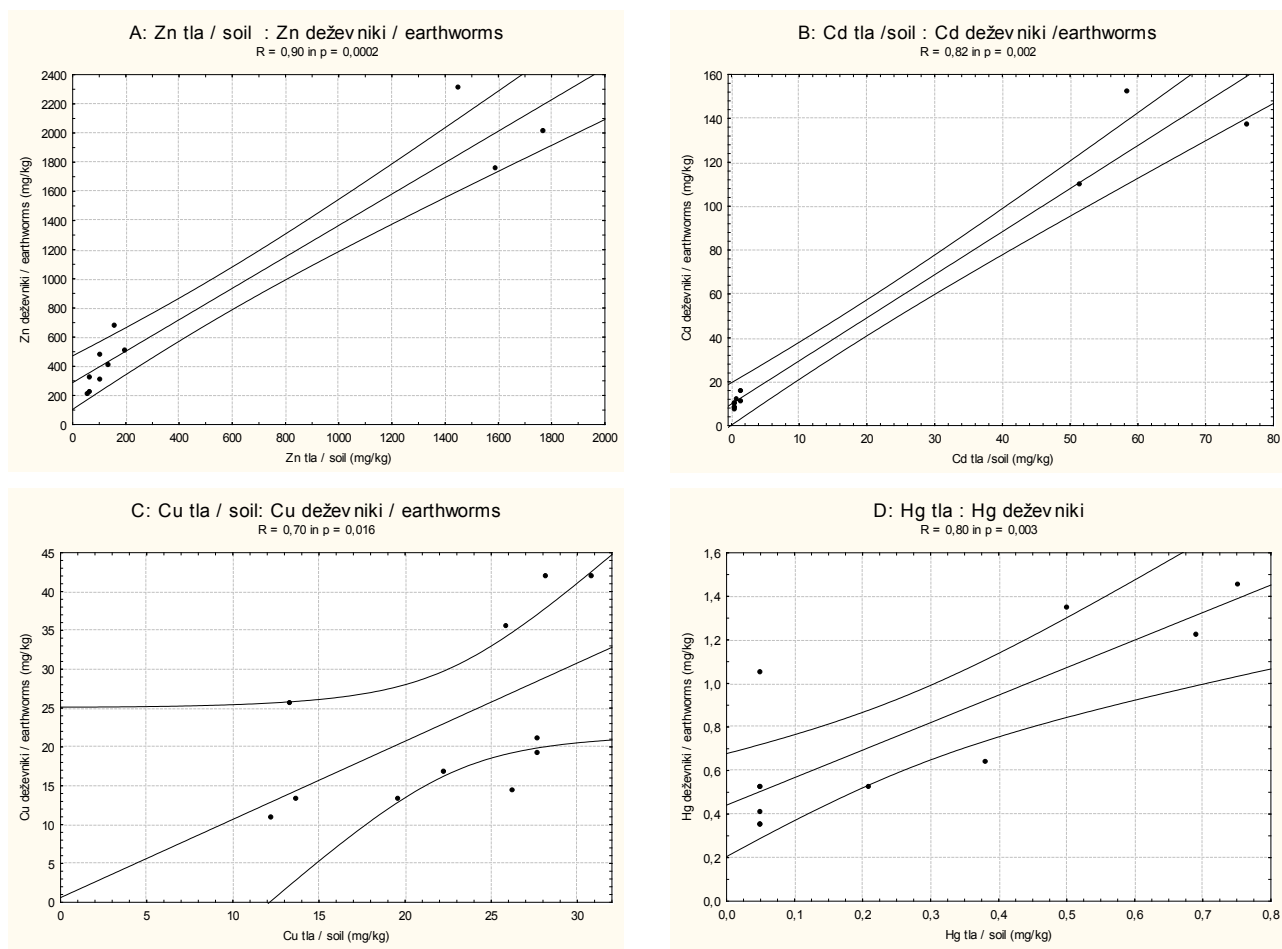 A: Zn tla / soil : Zn deževniki / earthworms
R = 0,90 in p = 0,0002
2400
2200
2000
1800
1600
1400
1200
1000
800
600
400
200
0
Zn deževniki / earthworms (mg/kg)
0 200 400 600 800 1000 1200 1400 1600 1800 2000
Zn tla / soil (mg/kg)
B: Cd tla /soil : Cd deževniki /earthworms
R = 0,82 in p = 0,002
160
140
120
100
80
60
40
20
0
Cd deževniki / earthworms (mg/kg)
0 10 20 30 40 50 60 70 80
Cd tla /soil (mg/kg)
C: Cu tla / soil: Cu deževniki / earthworms
R = 0,70 in p = 0,016
45
40
35
30
25
20
15
10
5
0
Cu deževniki / earthworms (mg/kg)
0 5 10 15 20 25 30
Cu tla / soil (mg/kg)
D: Hg tla : Hg deževniki
R = 0,80 in p = 0,003
1,6
1,4
1,2
1,0
0,8
0,6
0,4
0,2
0,0
Hg deževniki / earthworms (mg/kg)
0,0 0,1 0,2 0,3 0,4 0,5 0,6 0,7 0,8
Hg tla / soil (mg/kg)